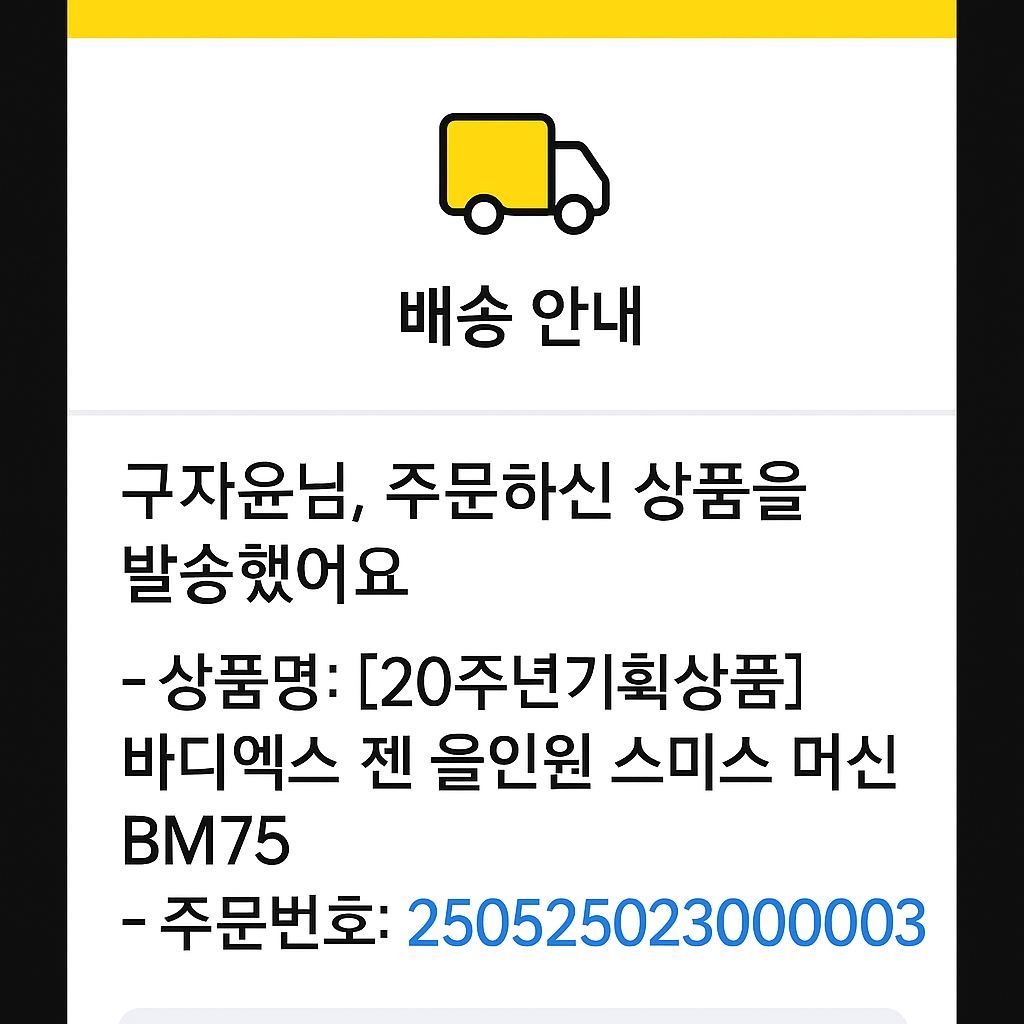 배송 안내
구자윤님, 주문하신 상품을
발송했어요
- 상품명: [20주년기획상품]
바디엑스 젠 을인원 스미스 머신
BM75
- 주문번호: 250525023000003